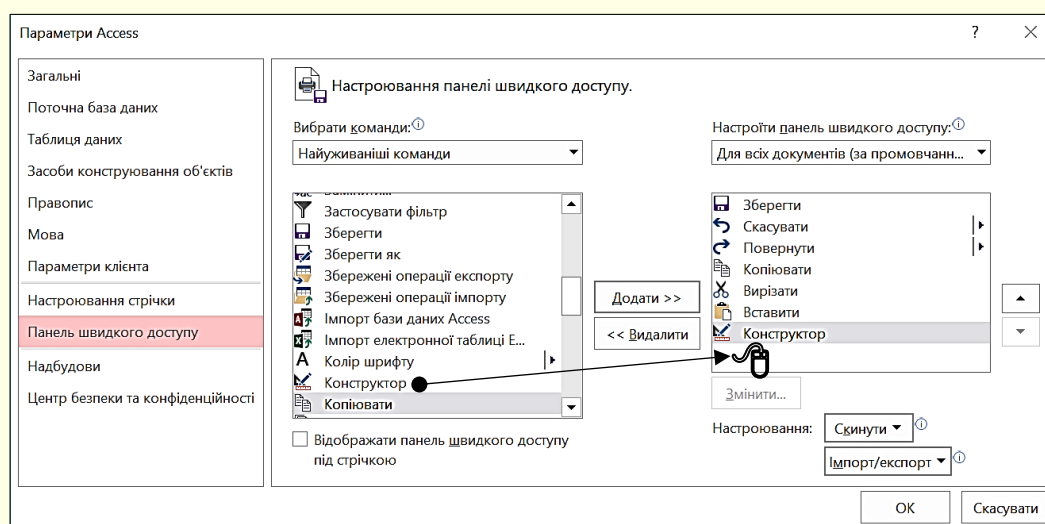 Параметри Access
?
Загальні
Поточна база даних
Таблиця даних
Засоби конструювання об'єктів
Правопис
Мова
Параметри клієнта
Настроювання стрічки
Панель швидкого доступу
Надбудови
Центр безпеки та конфіденційності
Настроювання панелі швидкого доступу.
Вибрати команди:
Найуживаніші команди
Застосувати фільтр
Зберегти
Зберегти як
Збережені операції експорту
Збережені операції імпорту
Імпорт бази даних Access
Імпорт електронної таблиці E...
Колір шрифту
Конструктор
Копіювати
Відображати панель швидкого доступу
під стрічкою
Додати >>
<< Видалити
Настроїти панель швидкого доступу:
Для всіх документів (за промовчанн...
Зберегти
Скасувати
Повернути
Копіювати
Вирізати
Вставити
Конструктор
Змінити...
Настроювання:
Скинути
Імпорт/експорт
ОК
Скасувати